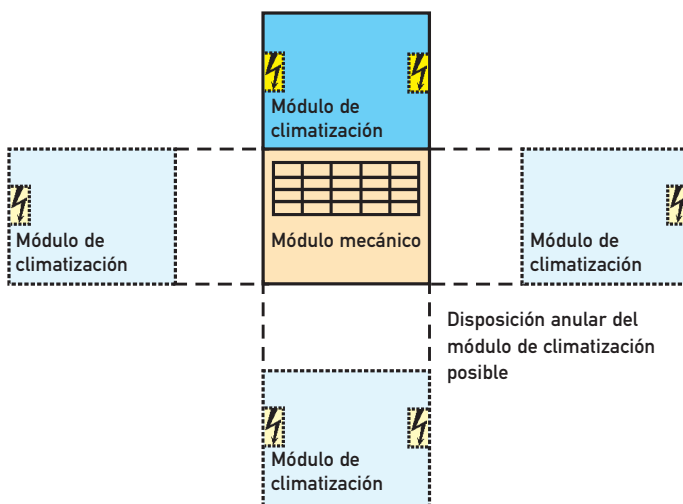 Módulo de
climatización
Módulo mecánico
Módulo de
climatización
Módulo de
climatización
Disposición anular del
módulo de climatización
posible
Módulo de
climatización